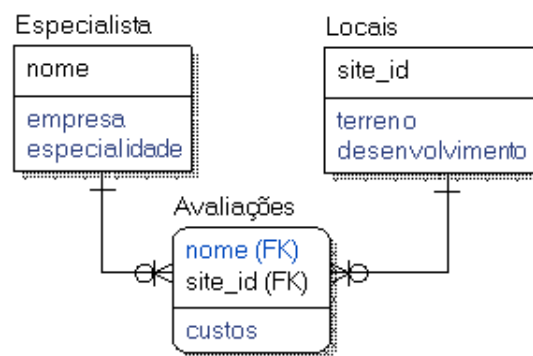 Especialista
nome
empresa
especialidade
Locais
site_id
terreno
desenvolvimento
Avaliações
nome (FK)
site_id (FK)
custos